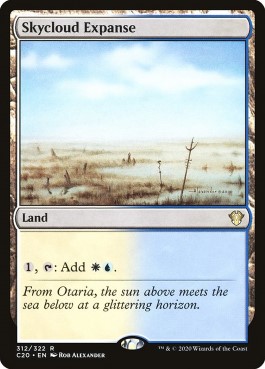 Skycloud Expanse
Land
1, : Add .
From Otaria, the sun above meets the
sea below at a glittering horizon.
312/322 R
C20 • EN Rob Alexander
™ & © 2020 Wizards of the Coast